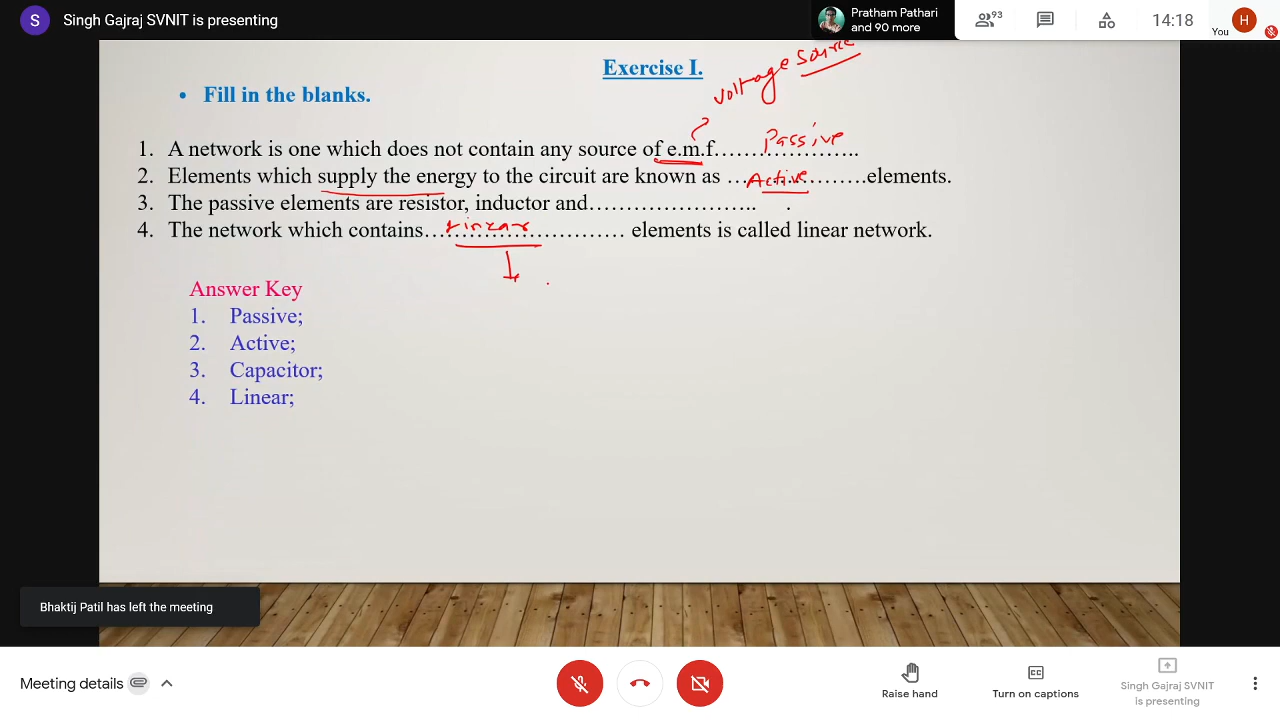 S Singh Gajraj SVNIT is presenting
Pratham Pathari
and 90 more
93
14:18
You
H
Exercise I.
voltage source
• Fill in the blanks.
1. A network is one which does not contain any source of e.m.f………………….. Passive
2. Elements which supply the energy to the circuit are known as ………………….elements. Active
3. The passive elements are resistor, inductor and…………………..
4. The network which contains………………………… elements is called linear network. Linear
Answer Key
1. Passive;
2. Active;
3. Capacitor;
4. Linear;
Bhaktij Patil has left the meeting
Meeting details
Raise hand
CC
Turn on captions
Singh Gajraj SVNIT
is presenting